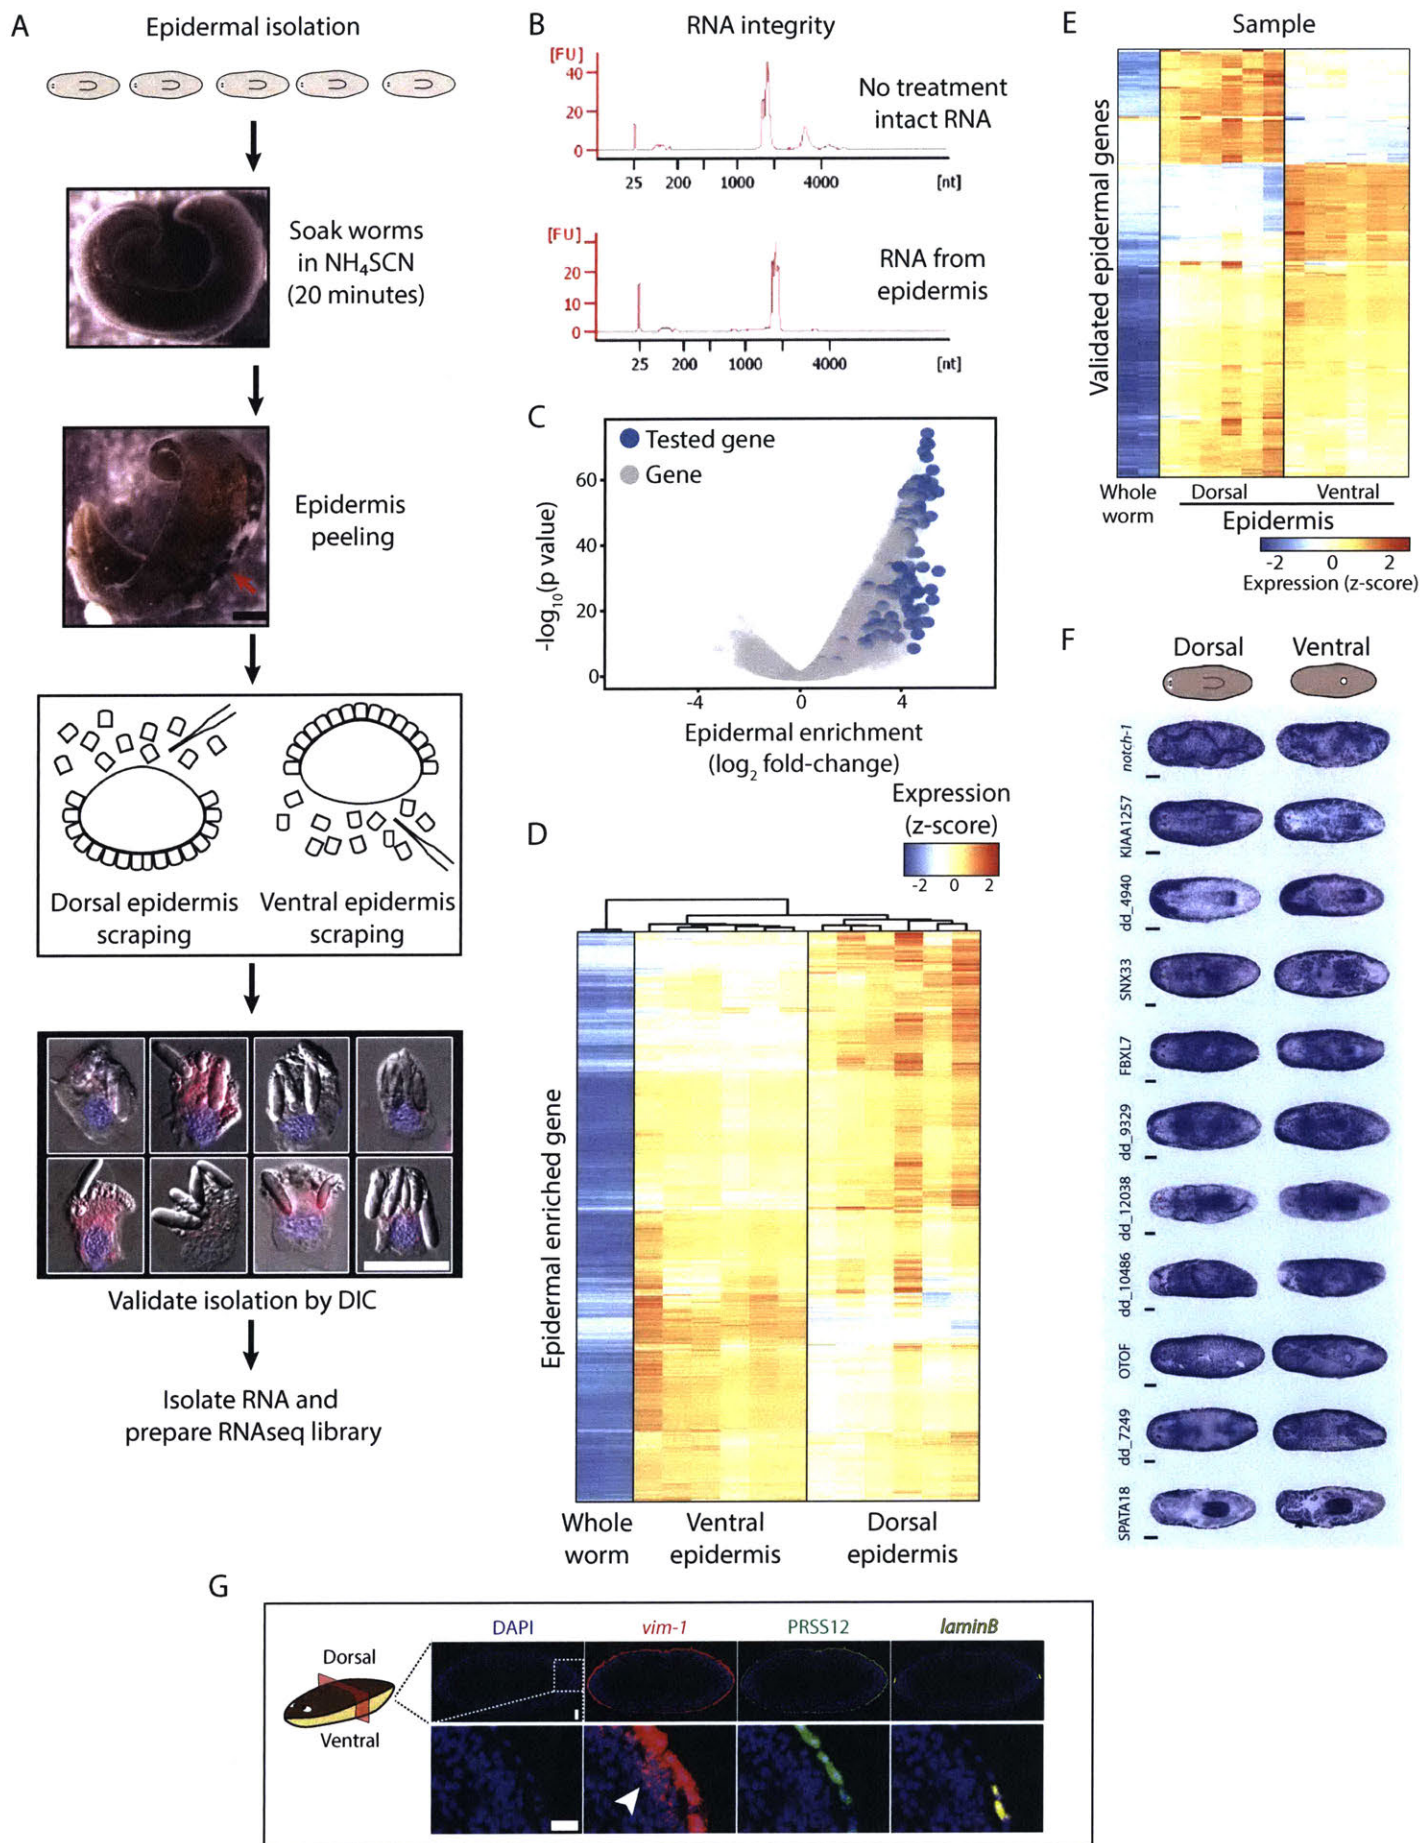 A
Epidermal isolation
Soak worms
in NH₄SCN
(20 minutes)
Epidermis
peeling
Dorsal epidermis
scraping
Ventral epidermis
scraping
Validate isolation by DIC
Isolate RNA and
prepare RNAseq library
B
RNA integrity
[FU]
40
20
0
25 200 1000 4000 [nt]
No treatment
intact RNA
[FU]
20
10
0
25 200 1000 4000 [nt]
RNA from
epidermis
C
Tested gene
Gene
60
40
20
0
-log₁₀(p value)
-4 0 4
Epidermal enrichment
(log₂ fold-change)
D
Expression
(z-score)
-2 0 2
Epidermal enriched gene
Whole
worm
Ventral
epidermis
Dorsal
epidermis
E
Sample
Validated epidermal genes
Whole
worm
Dorsal
Ventral
Epidermis
-2 0 2
Expression (z-score)
F
Dorsal Ventral
notch-1
KIAA1257
dd_4940
SNX33
FBXL7
dd_9329
dd_12038
dd_10486
OTOF
dd_7249
SPATA18
G
Dorsal
Ventral
DAPI vim-1 PRSS12 laminB